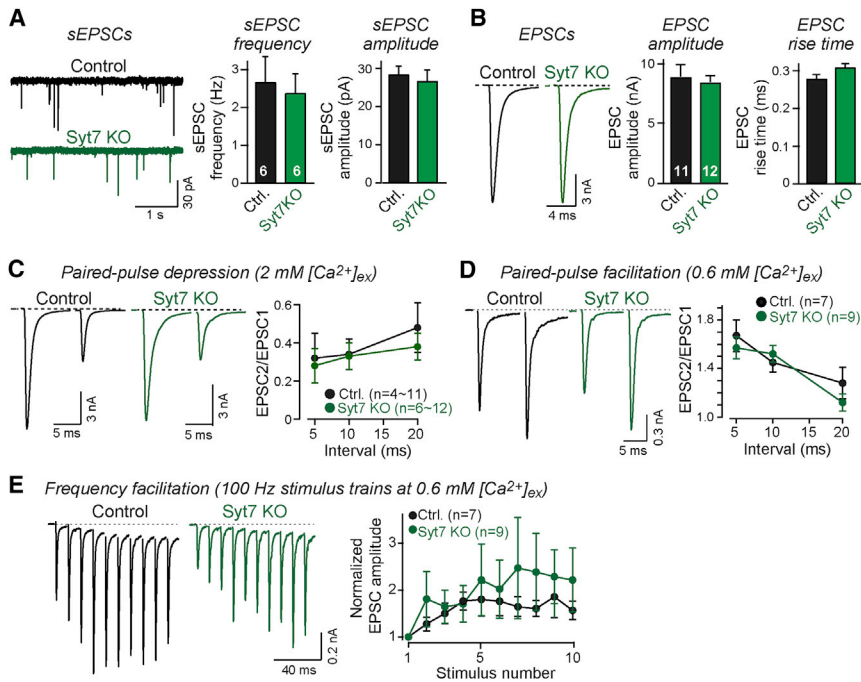 A
sEPSCs
Control
Syt7 KO
1 s
30 pA
sEPSC
frequency
sEPSC
frequency (Hz)
3
2
1
0
6
6
Ctrl.
Syt7KO
sEPSC
amplitude
sEPSC
amplitude (pA)
30
20
10
0
Ctrl.
Syt7KO
B
EPSCs
Control
Syt7 KO
4 ms
3 nA
EPSC
amplitude
EPSC
amplitude (nA)
10
5
0
11
12
Ctrl.
Syt7KO
EPSC
rise time
EPSC
rise time (ms)
0.3
0.2
0.1
0
Ctrl.
Syt7KO
C
Paired-pulse depression (2 mM [Ca2+]ex)
Control
Syt7 KO
5 ms
3 nA
5 ms
3 nA
EPSC2/EPSC1
0.6
0.4
0.2
0
Ctrl. (n=4~11)
Syt7 KO (n=6~12)
5
10
15
20
Interval (ms)
D
Paired-pulse facilitation (0.6 mM [Ca2+]ex)
Control
Syt7 KO
5 ms
0.3 nA
EPSC2/EPSC1
1.8
1.4
1.0
Ctrl. (n=7)
Syt7 KO (n=9)
5
10
15
20
Interval (ms)
E
Frequency facilitation (100 Hz stimulus trains at 0.6 mM [Ca2+]ex)
Control
Syt7 KO
40 ms
0.2 nA
Normalized
EPSC amplitude
3
2
1
Ctrl. (n=7)
Syt7 KO (n=9)
1
5
10
Stimulus number